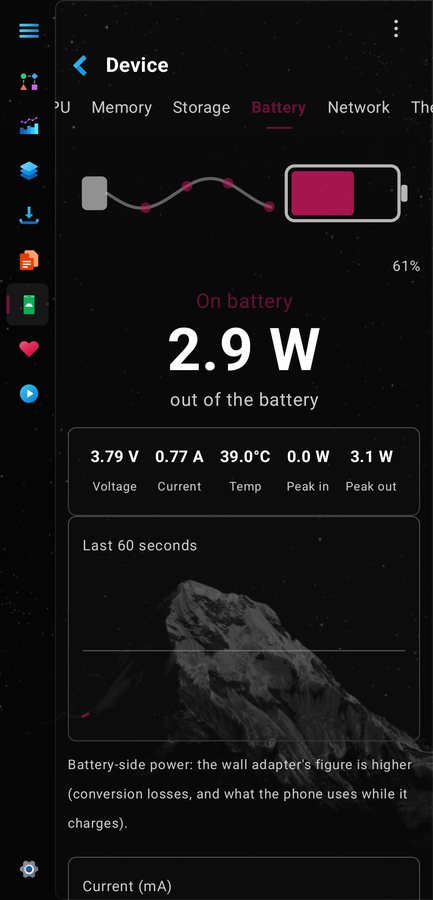 Device
PU Memory Storage Battery Network The
61%
On battery
2.9 W
out of the battery
3.79 V 0.77 A 39.0°C 0.0 W 3.1 W
Voltage Current Temp Peak in Peak out
Last 60 seconds
Battery-side power: the wall adapter's figure is higher
(conversion losses, and what the phone uses while it
charges).
Current (mA)